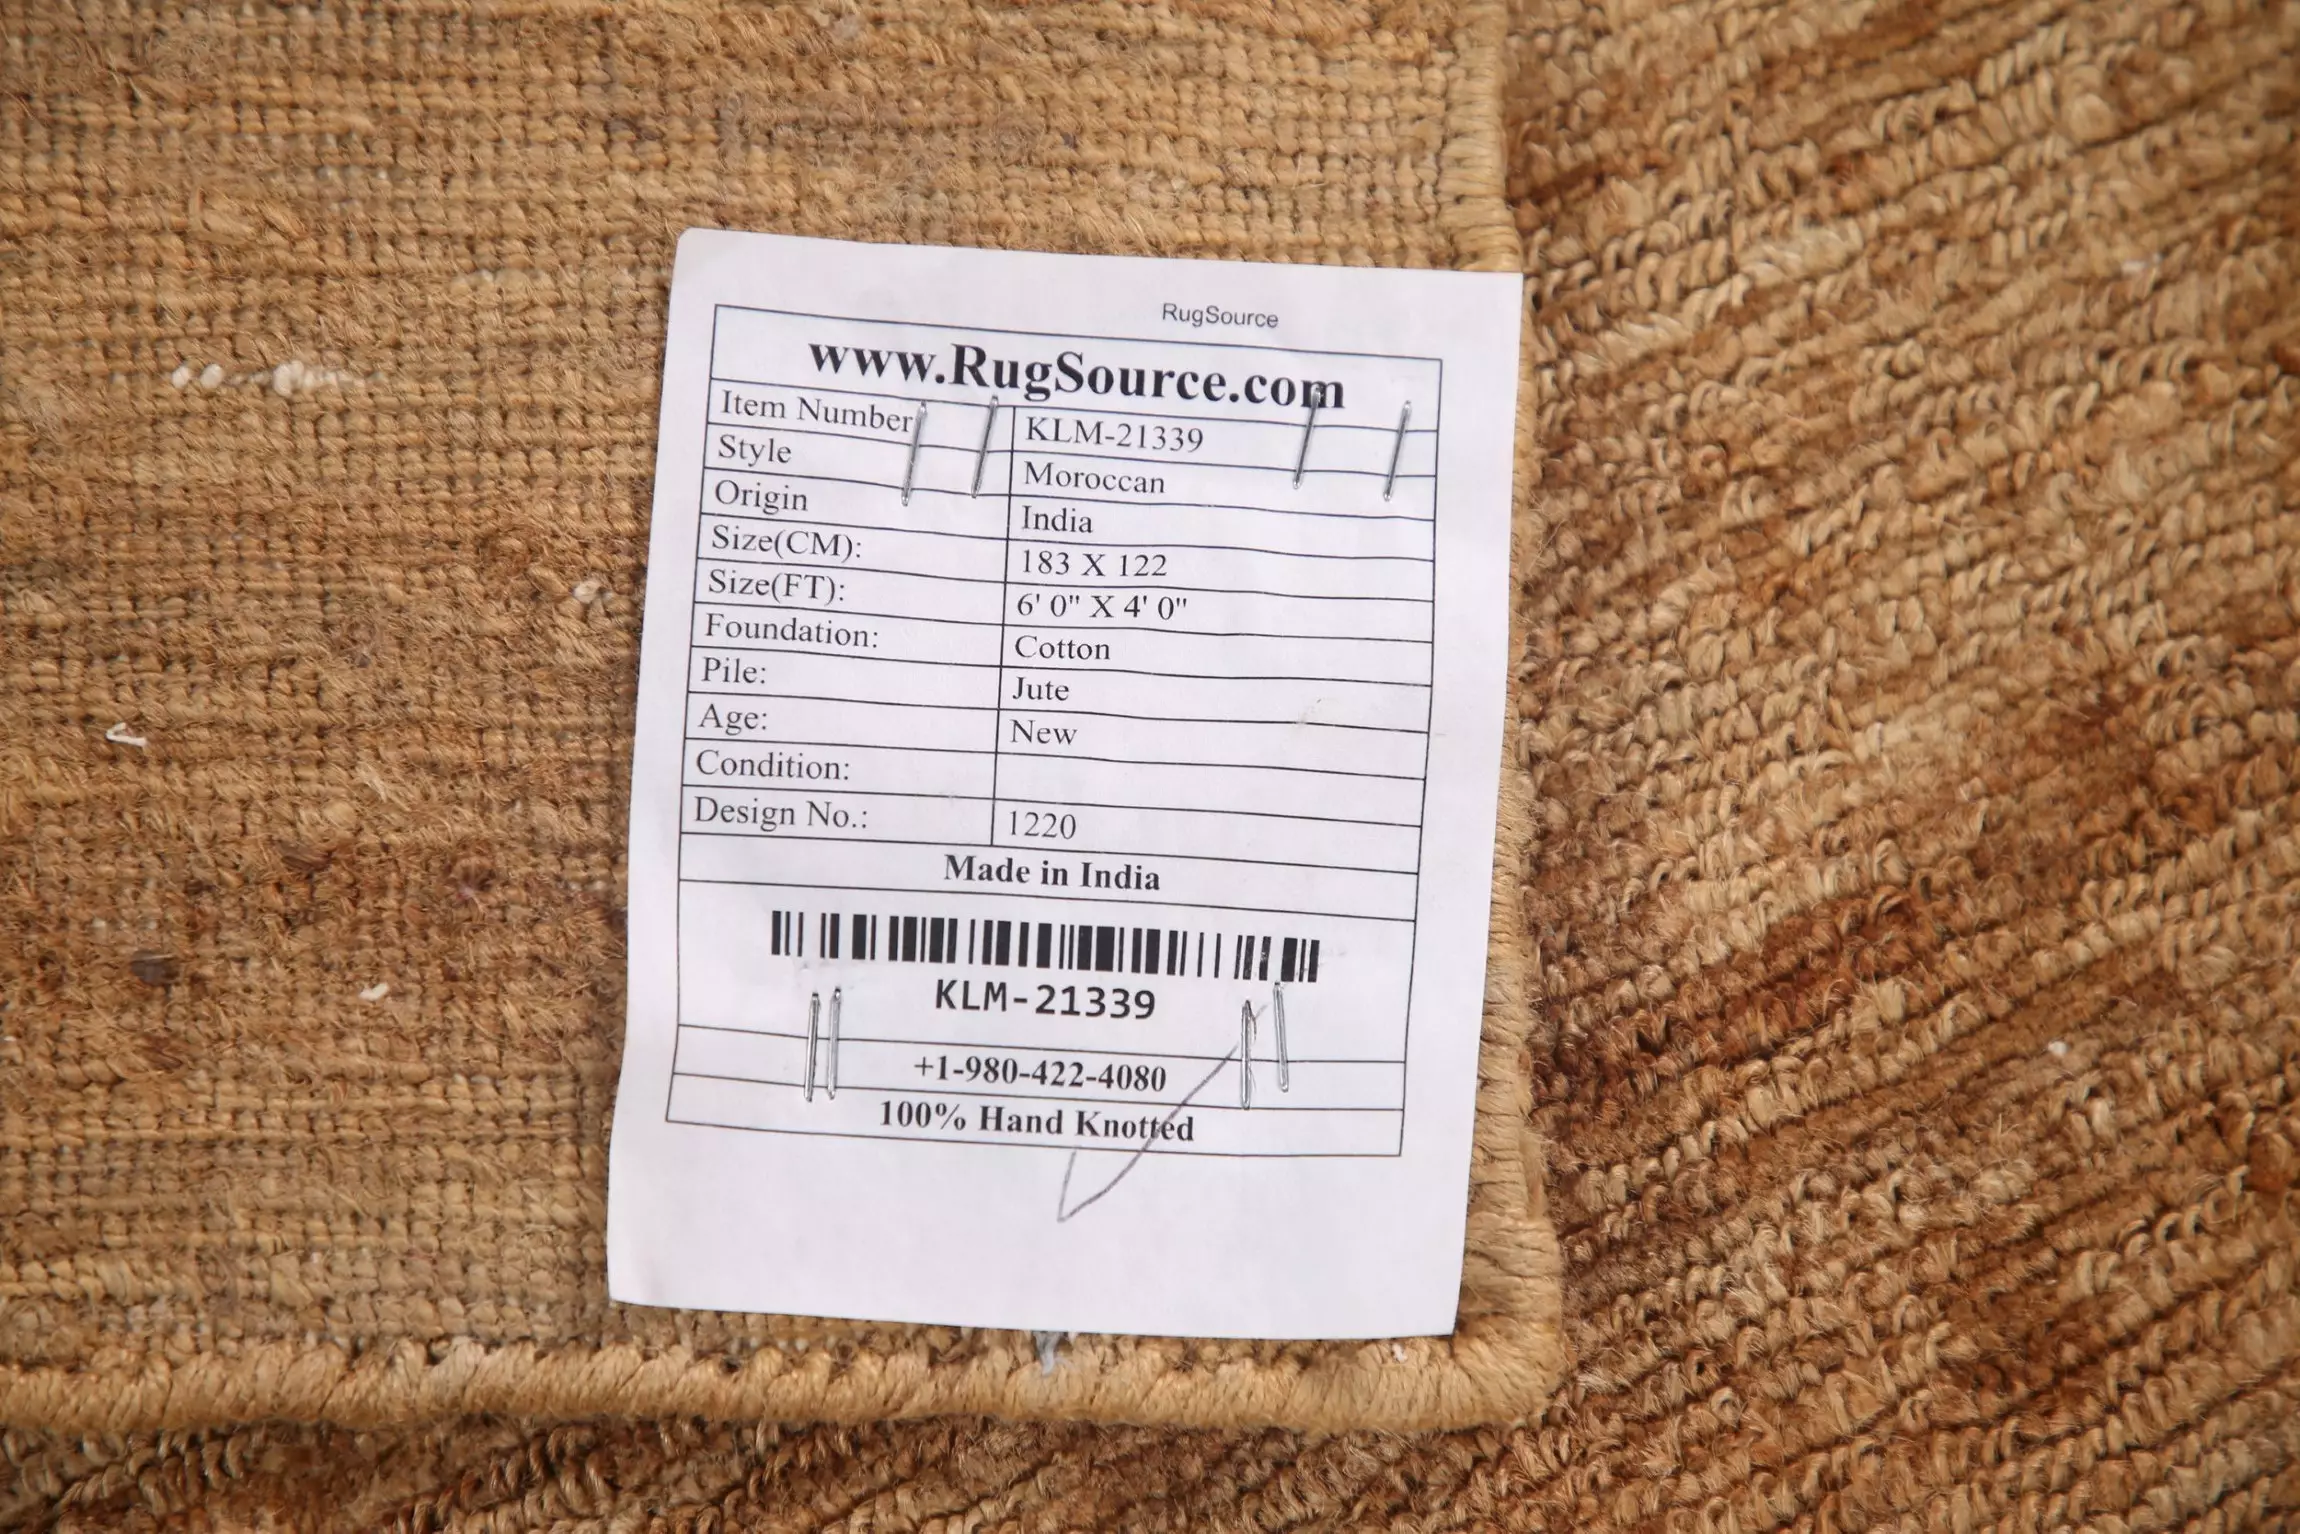 RugSource
www.RugSource.com
Item Number KLM-21339
Style Moroccan
Origin India
Size(CM): 183 X 122
Size(FT): 6' 0" X 4' 0"
Foundation: Cotton
Pile: Jute
Age: New
Condition:
Design No.: 1220
Made in India
KLM-21339
+1-980-422-4080
100% Hand Knotted